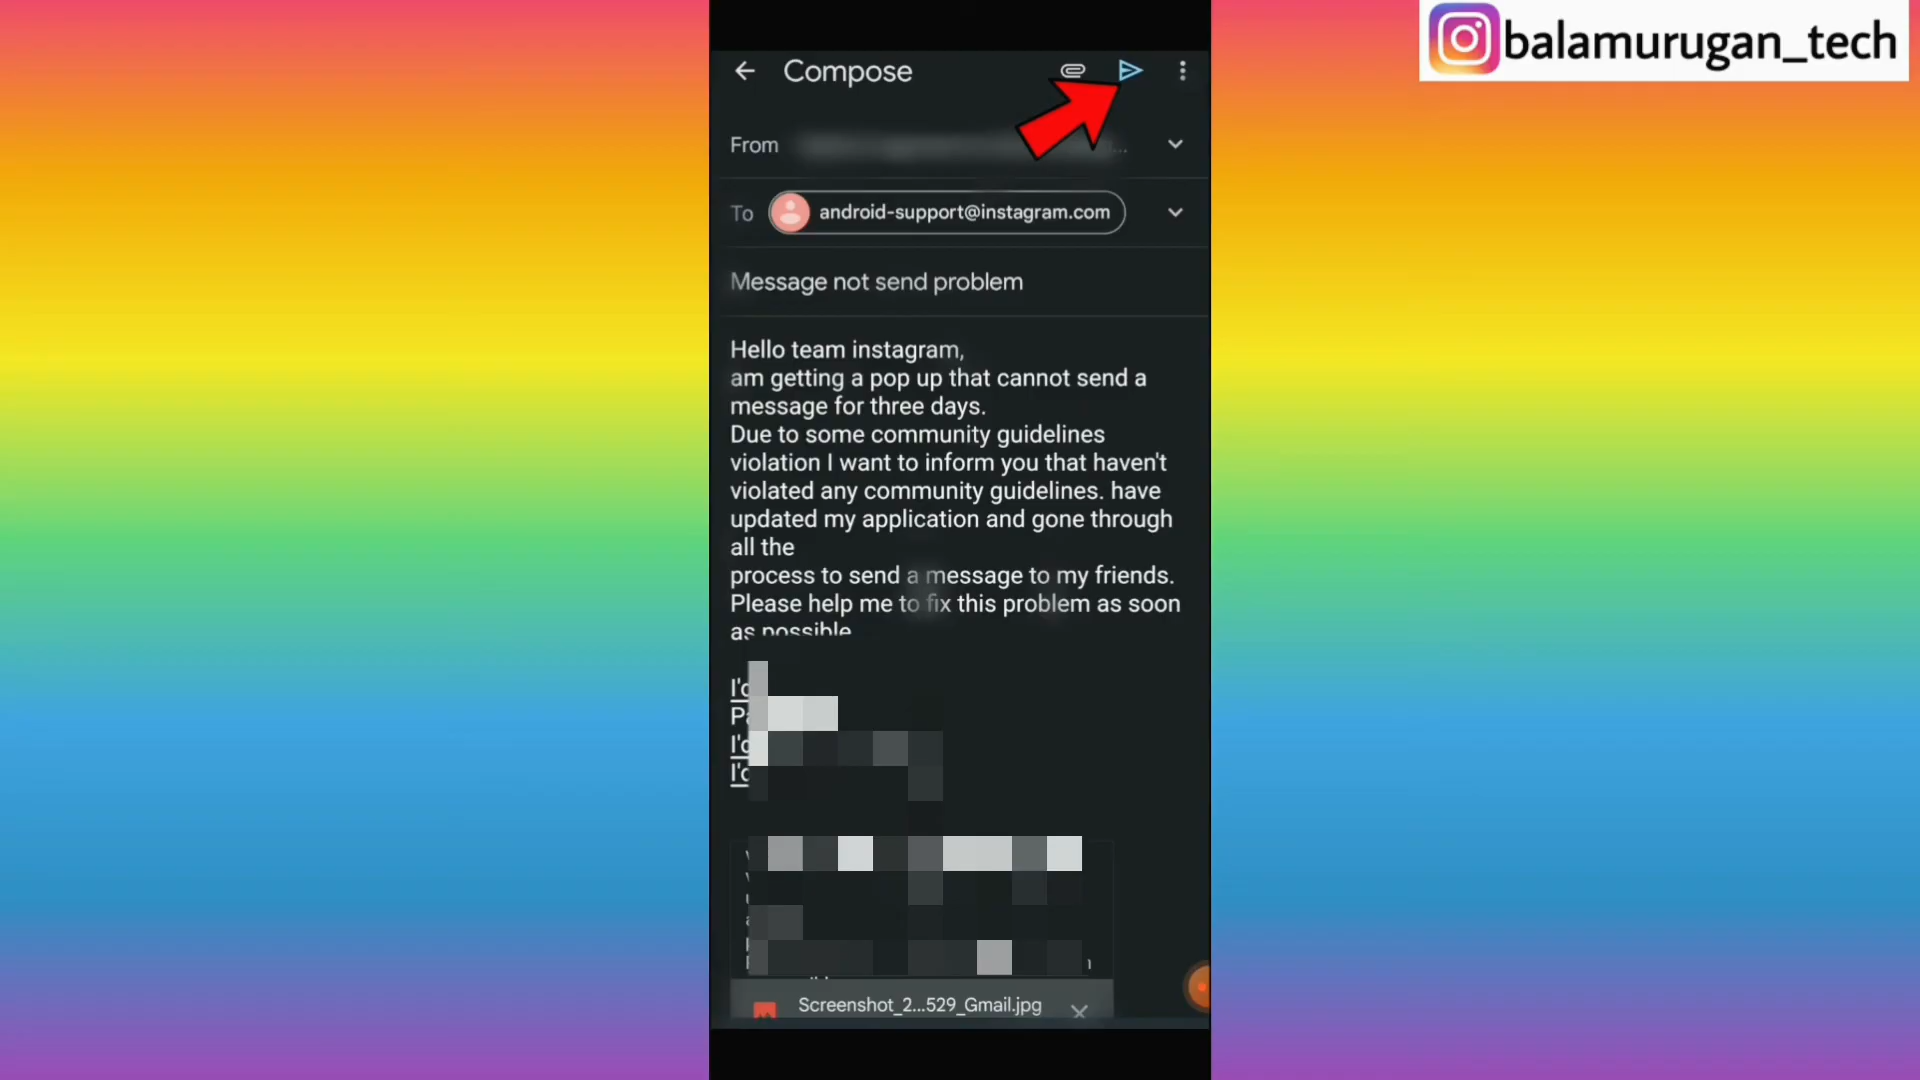 balamurugan_tech
Compose
From
To android-support@instagram.com
Message not send problem
Hello team instagram,
am getting a pop up that cannot send a
message for three days.
Due to some community guidelines
violation I want to inform you that haven't
violated any community guidelines. have
updated my application and gone through
all the
process to send a message to my friends.
Please help me to fix this problem as soon
as possible
Screenshot_2...529_Gmail.jpg